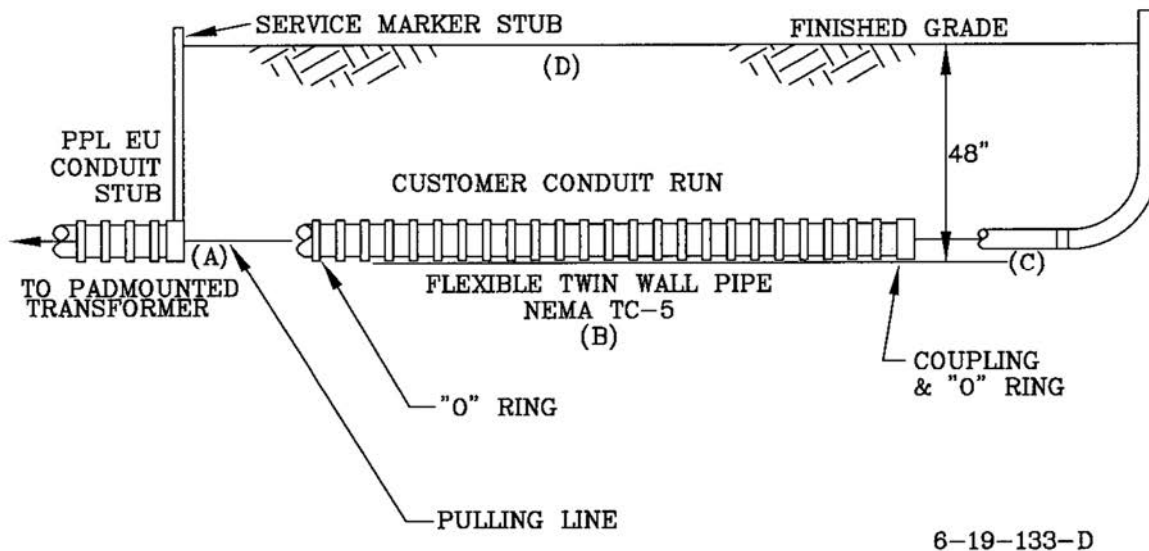 SERVICE MARKER STUB
FINISHED GRADE
(D)
PPL EU
CONDUIT
STUB
48"
CUSTOMER CONDUIT RUN
(A)
(C)
TO PADMOUNTED
TRANSFORMER
FLEXIBLE TWIN WALL PIPE
NEMA TC-5
(B)
COUPLING
& "O" RING
"O" RING
PULLING LINE
6-19-133-D